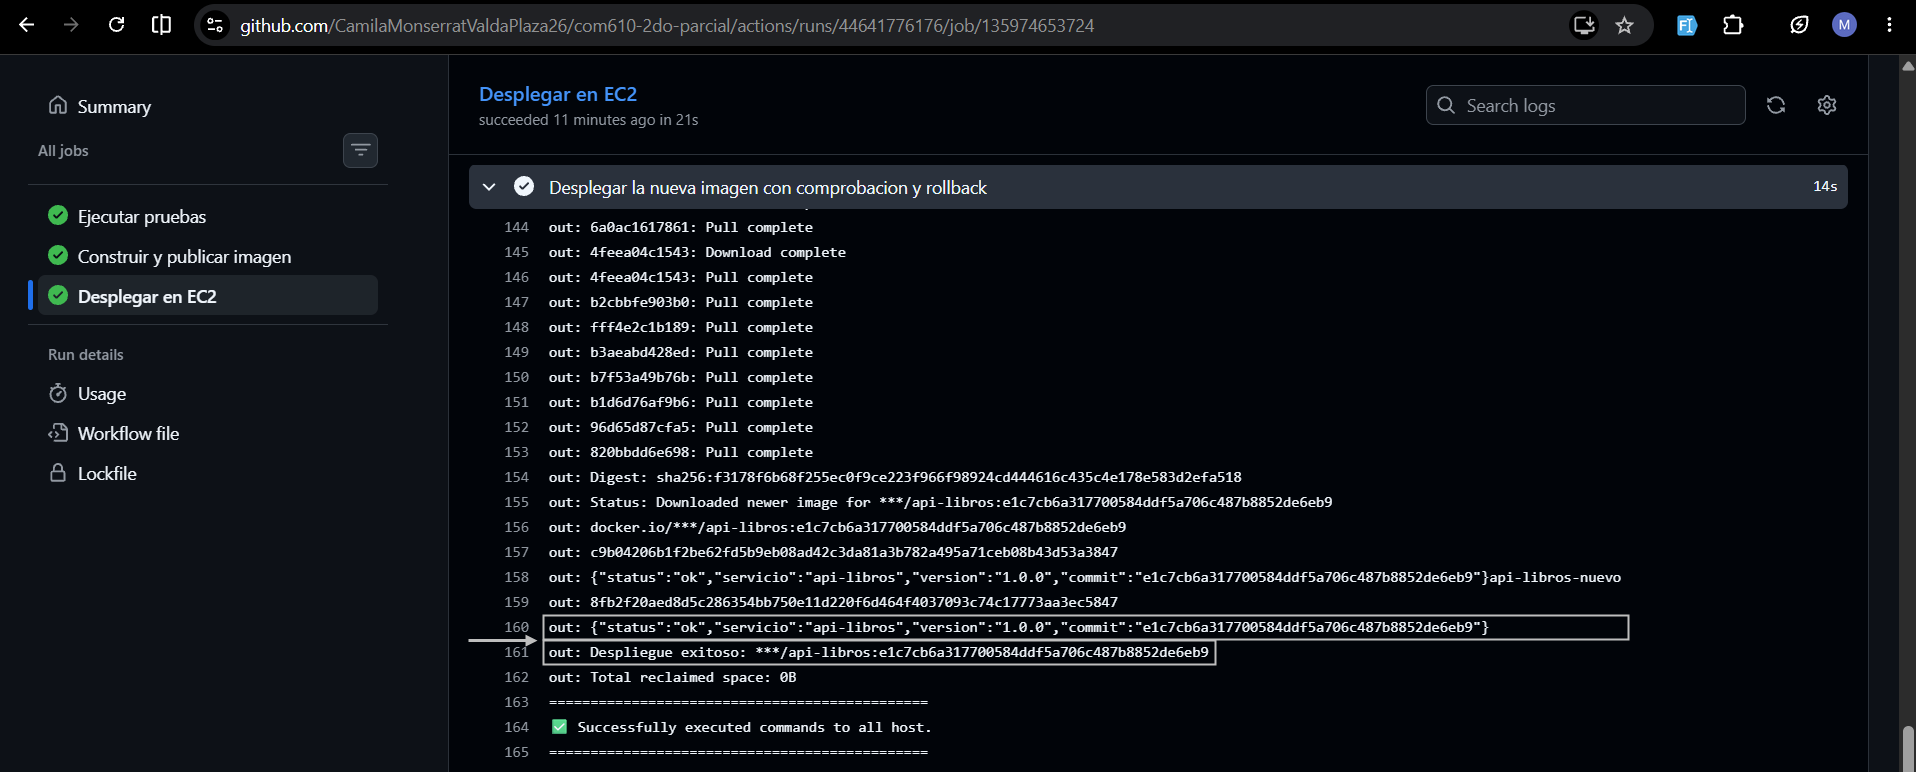 github.com/CamilaMonserratValdaPlaza26/com610-2do-parcial/actions/runs/44641776176/job/135974653724
M
Summary
All jobs
Ejecutar pruebas
Construir y publicar imagen
Desplegar en EC2
Run details
Usage
Workflow file
Lockfile
Desplegar en EC2
succeeded 11 minutes ago in 21s
Search logs
Desplegar la nueva imagen con comprobacion y rollback 14s
144 out: 6a0ac1617861: Pull complete
145 out: 4feea04c1543: Download complete
146 out: 4feea04c1543: Pull complete
147 out: b2cbbfe903b0: Pull complete
148 out: fff4e2c1b189: Pull complete
149 out: b3aeabd428ed: Pull complete
150 out: b7f53a49b76b: Pull complete
151 out: b1d6d76af9b6: Pull complete
152 out: 96d65d87cfa5: Pull complete
153 out: 820bbdd6e698: Pull complete
154 out: Digest: sha256:f3178f6b68f255ec0f9ce223f966f98924cd444616c435c4e178e583d2efa518
155 out: Status: Downloaded newer image for ***/api-libros:e1c7cb6a317700584ddf5a706c487b8852de6eb9
156 out: docker.io/***/api-libros:e1c7cb6a317700584ddf5a706c487b8852de6eb9
157 out: c9b04206b1f2be62fd5b9eb08ad42c3da81a3b782a495a71ceb08b43d53a3847
158 out: {"status":"ok","servicio":"api-libros","version":"1.0.0","commit":"e1c7cb6a317700584ddf5a706c487b8852de6eb9"}api-libros-nuevo
159 out: 8fb2f20aed8d5c286354bb750e11d220f6d464f4037093c74c17773aa3ec5847
160 out: {"status":"ok","servicio":"api-libros","version":"1.0.0","commit":"e1c7cb6a317700584ddf5a706c487b8852de6eb9"}
161 out: Despliegue exitoso: ***/api-libros:e1c7cb6a317700584ddf5a706c487b8852de6eb9
162 out: Total reclaimed space: 0B
163 ==============================================
164 ✅ Successfully executed commands to all host.
165 ==============================================